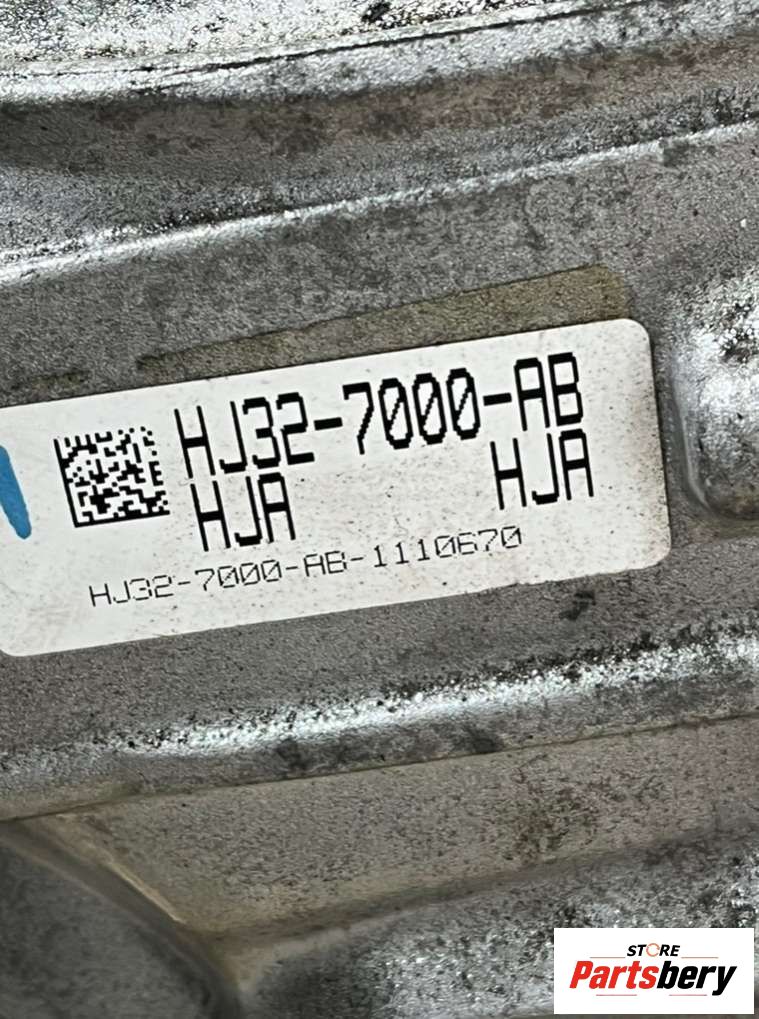 HJ32-7000-AB
HJA HJA
HJ32-7000-AB-1110670
STORE
Partsbery